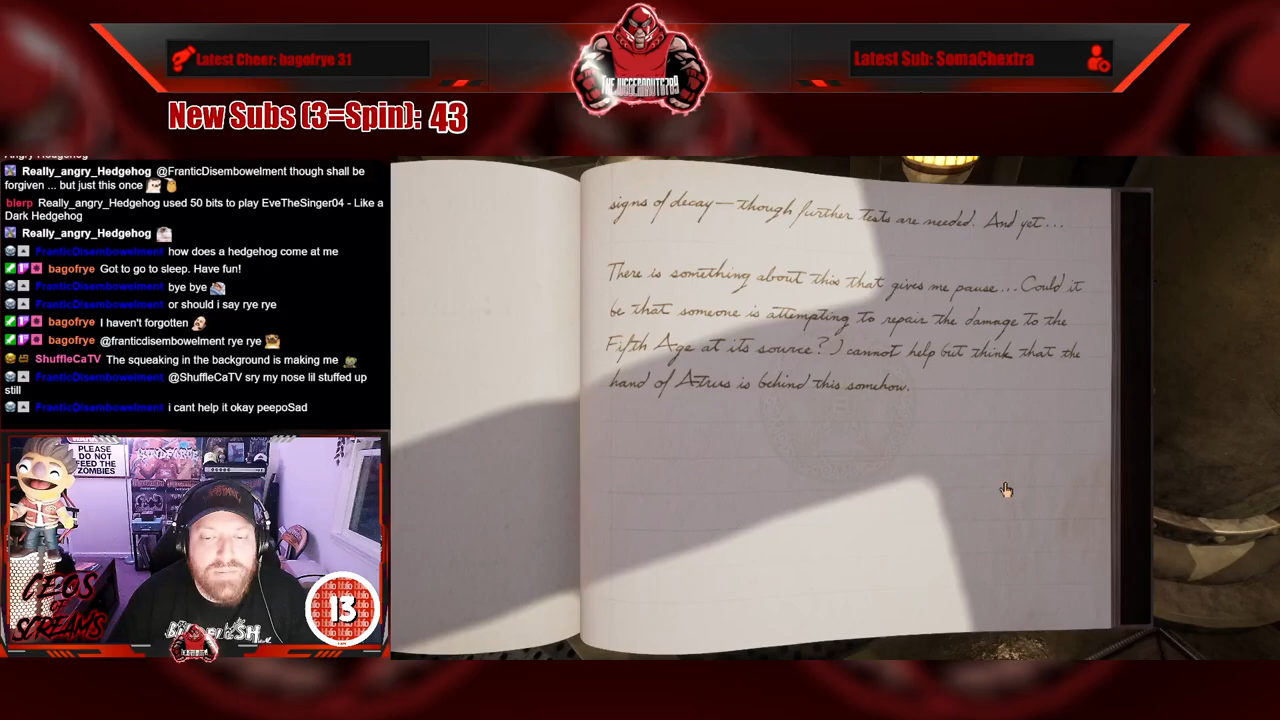 Latest Cheer: bagofrye 31
THEJUGGERNAUT6789
Latest Sub: SomaChextra
New Subs (3=Spin): 43
Angry Hedgehog
Really_angry_Hedgehog @FranticDisembowelment though shall be
forgiven ... but just this once
blerp Really_angry_Hedgehog used 50 bits to play EveTheSinger04 - Like a
Dark Hedgehog
Really_angry_Hedgehog
FranticDisembowelment how does a hedgehog come at me
bagofrye Got to go to sleep. Have fun!
FranticDisembowelment bye bye
FranticDisembowelment or should i say rye rye
bagofrye I haven't forgotten
bagofrye @franticdisembowelment rye rye
ShuffleCaTV The squeaking in the background is making me
FranticDisembowelment @ShuffleCaTV sry my nose lil stuffed up
still
FranticDisembowelment i cant help it okay peepoSad
signs of decay—though further tests are needed. And yet...
There is something about this that gives me pause... Could it
be that someone is attempting to repair the damage to the
Fifth Age at its source? I cannot help but think that the
hand of Atrus is behind this somehow.
PLEASE
DO NOT
FEED THE
ZOMBIES
CEOS
OF
SCREAMS
13